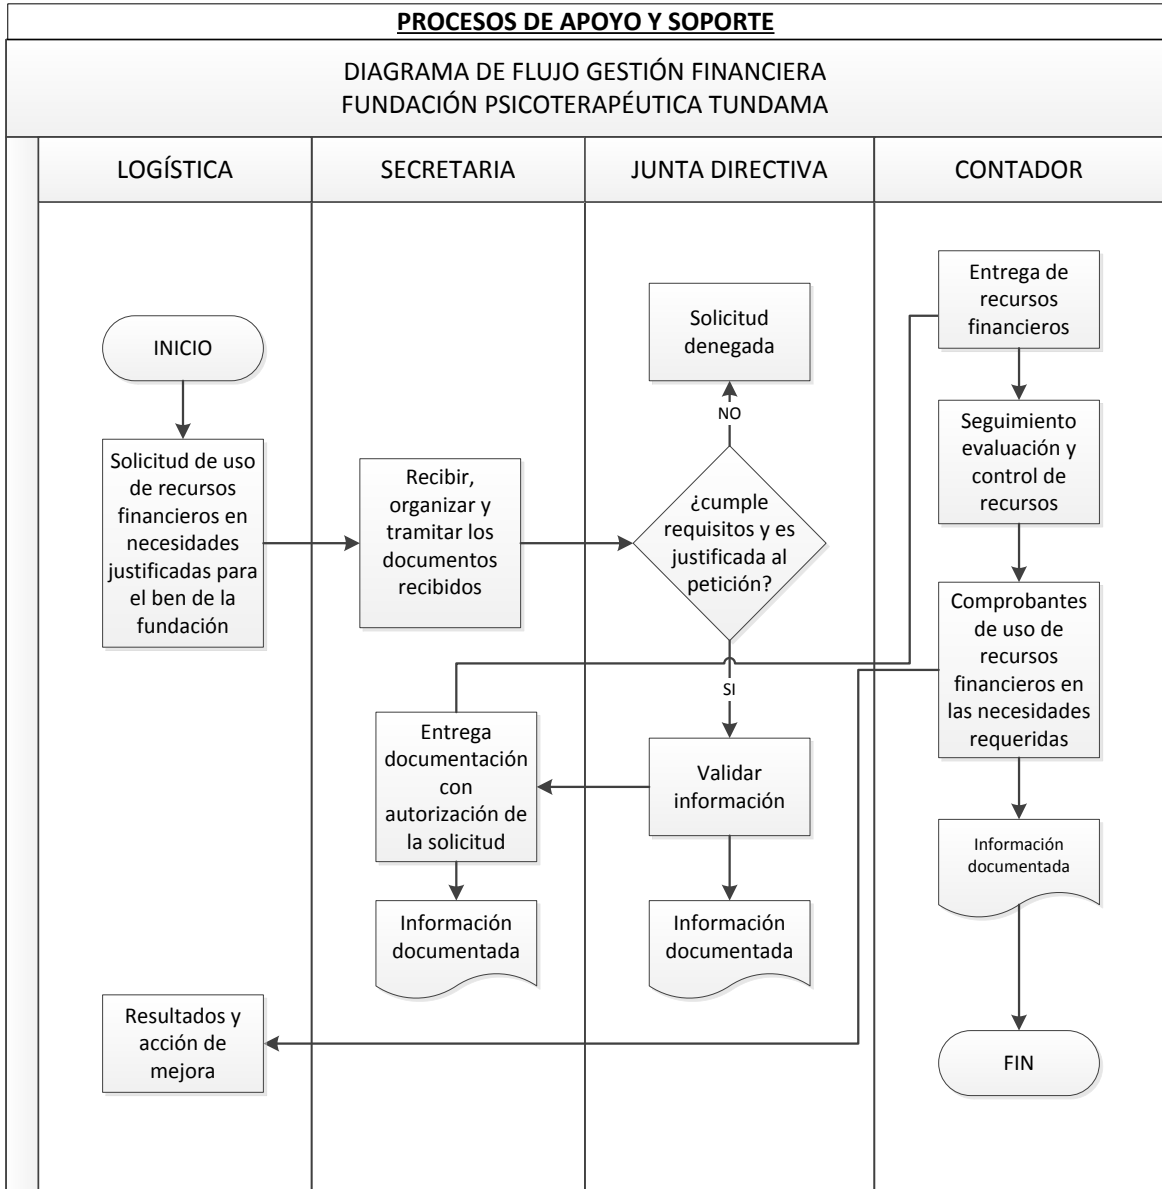 PROCESOS DE APOYO Y SOPORTE
DIAGRAMA DE FLUJO GESTIÓN FINANCIERA
FUNDACIÓN PSICOTERAPÉUTICA TUNDAMA
LOGÍSTICA
SECRETARIA
JUNTA DIRECTIVA
CONTADOR
INICIO
Solicitud de uso
de recursos
financieros en
necesidades
justificadas para
el ben de la
fundación
Resultados y
acción de
mejora
Recibir,
organizar y
tramitar los
documentos
recibidos
Entrega
documentación
con
autorización de
la solicitud
Información
documentada
Solicitud
denegada
NO
¿cumple
requisitos y es
justificada al
petición?
SI
Validar
información
Información
documentada
Entrega de
recursos
financieros
Seguimiento
evaluación y
control de
recursos
Comprobantes
de uso de
recursos
financieros en
las necesidades
requeridas
Información
documentada
FIN